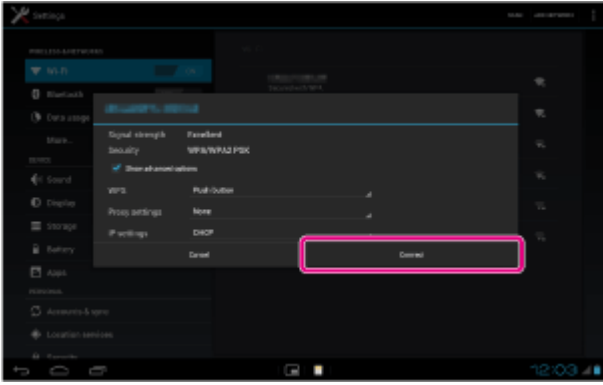 Settings
WIRELESS & NETWORKS
Wi-Fi
ON
Bluetooth
Data usage
More...
Signal strength Excellent
Security WPA/WPA2 PSK
Show advanced options
WPS Push button
Proxy settings None
IP settings DHCP
Cancel Connect
DEVICE
Sound
Display
Storage
Battery
Apps
PERSONAL
Accounts & sync
Location services
Security
12:03